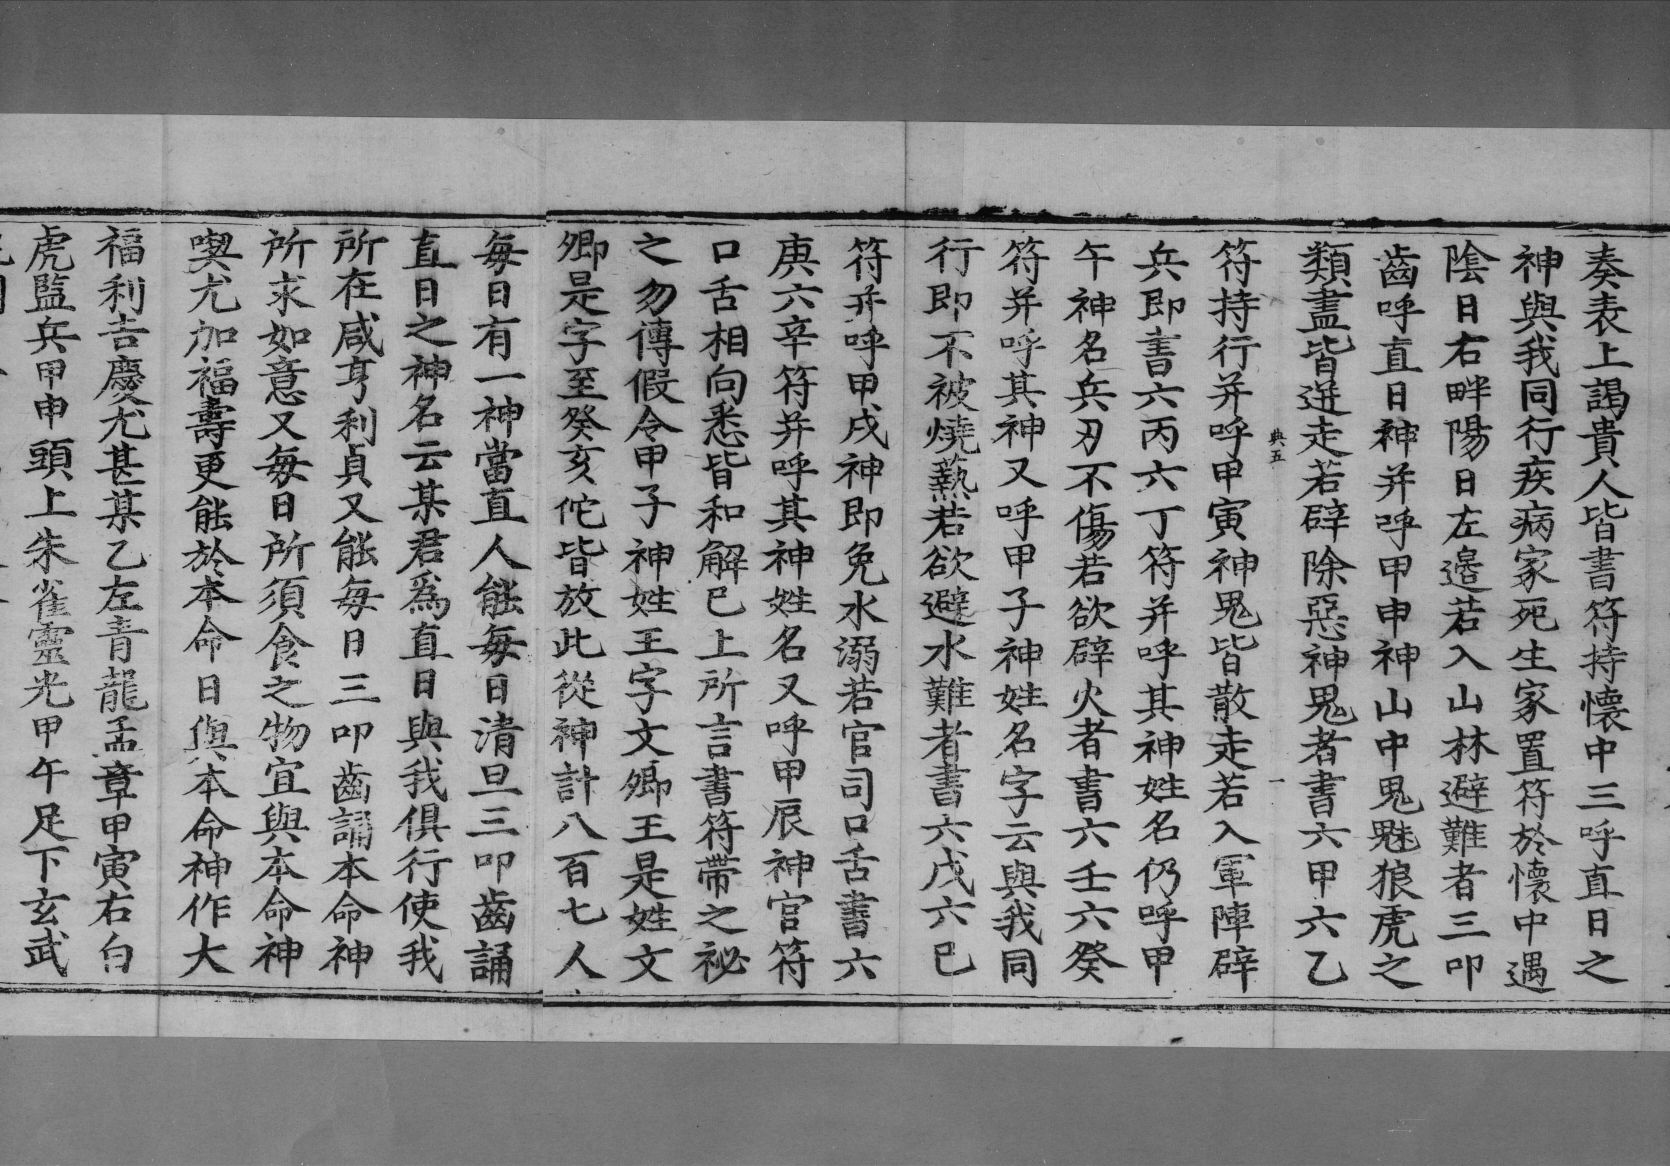 奏表上謁貴人皆書符持懷中三呼直日之
神與我同行疾病家死生家置符於懷中遇
陰日右畔陽日左邉若入山林避難者三叩
齒呼直日神并呼甲申神山中鬼魅狼虎之
類盡皆迸走若辟除惡神鬼者書六甲六乙
符持行并呼甲寅神鬼皆散走若入軍陣辟
典五
一
兵即書六丙六丁符并呼其神姓名仍呼甲
午神名兵刃不傷若欲辟火者書六壬六癸
符并呼其神又呼甲子神姓名字云與我同
行即不被燒爇若欲避水難者書六戊六巳
符并呼甲戌神即免水溺若官司口舌書六
庚六辛符并呼其神姓名又呼甲辰神官符
口舌相向悉皆和解已上所言書符帶之祕
之勿傳假令甲子神姓王字文卿王是姓文
卿是字至癸亥佗皆放此從神計八百七人
每日有一神當直人能每日清旦三叩齒誦
直日之神名云某君爲直日與我俱行使我
所在咸亨利貞又能每日三叩齒誦本命神
所求如意又每日所須食之物宜與本命神
喫尤加福壽更能於本命日與本命神作大
福利吉慶尤甚某乙左青龍孟章甲寅右白
虎監兵甲申頭上朱雀靈光甲午足下玄武